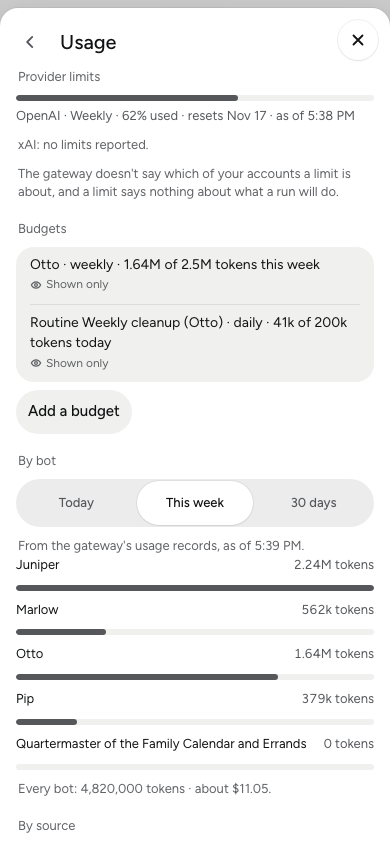 Usage
Provider limits
OpenAI · Weekly · 62% used · resets Nov 17 · as of 5:38 PM
xAI: no limits reported.
The gateway doesn't say which of your accounts a limit is
about, and a limit says nothing about what a run will do.
Budgets
Otto · weekly · 1.64M of 2.5M tokens this week
Shown only
Routine Weekly cleanup (Otto) · daily · 41k of 200k
tokens today
Shown only
Add a budget
By bot
Today This week 30 days
From the gateway's usage records, as of 5:39 PM.
Juniper 2.24M tokens
Marlow 562k tokens
Otto 1.64M tokens
Pip 379k tokens
Quartermaster of the Family Calendar and Errands 0 tokens
Every bot: 4,820,000 tokens · about $11.05.
By source